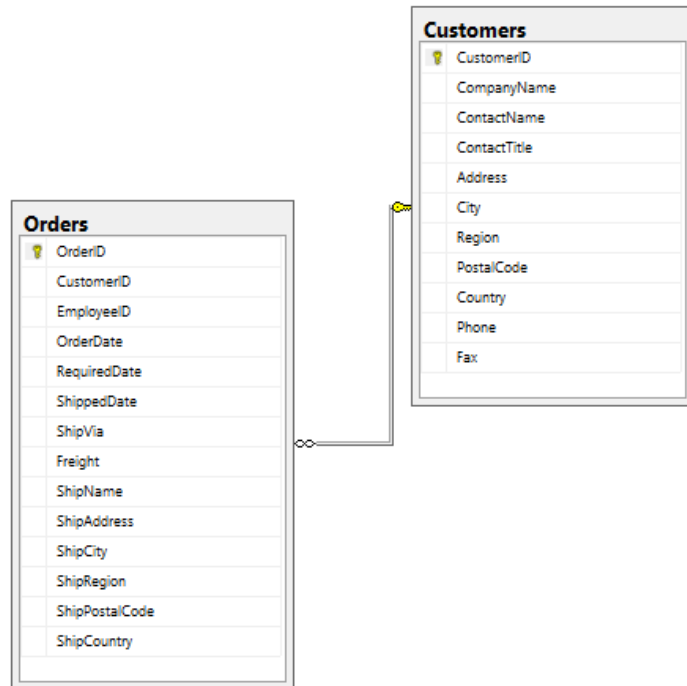 Customers
CustomerID
CompanyName
ContactName
ContactTitle
Address
City
Region
PostalCode
Country
Phone
Fax
Orders
OrderID
CustomerID
EmployeeID
OrderDate
RequiredDate
ShippedDate
ShipVia
Freight
ShipName
ShipAddress
ShipCity
ShipRegion
ShipPostalCode
ShipCountry